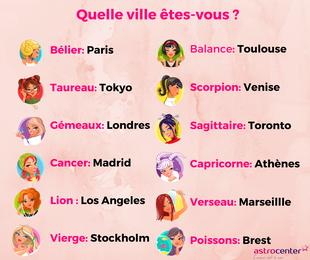 Quelle ville êtes-vous ?
Bélier: Paris
Balance: Toulouse
Taureau: Tokyo
Scorpion: Venise
Gémeaux: Londres
Sagittaire: Toronto
Cancer: Madrid
Capricorne: Athènes
Lion : Los Angeles
Verseau: Marseillle
Vierge: Stockholm
Poissons: Brest
astrocenter